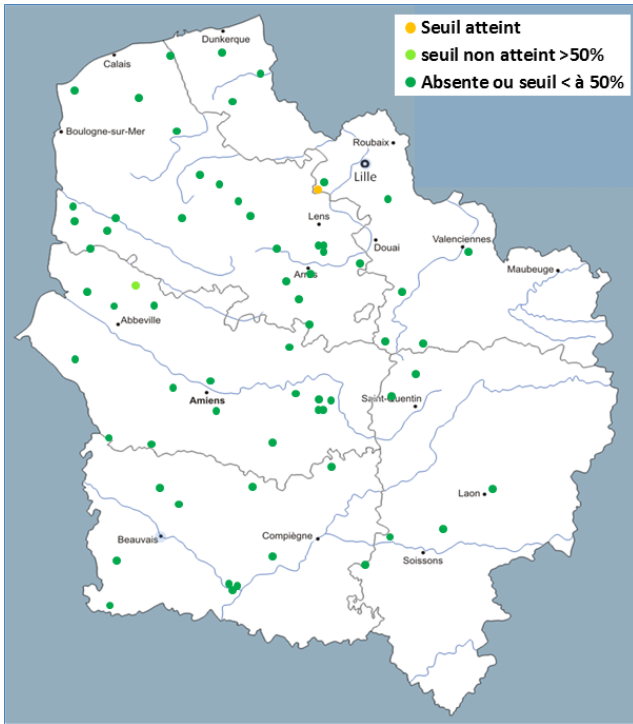 Seuil atteint
seuil non atteint >50%
Absente ou seuil < à 50%
Dunkerque
Calais
Boulogne-sur-Mer
Roubaix
Lille
Lens
Douai
Valenciennes
Maubeuge
Arras
Abbeville
Amiens
Saint-Quentin
Laon
Beauvais
Compiègne
Soissons